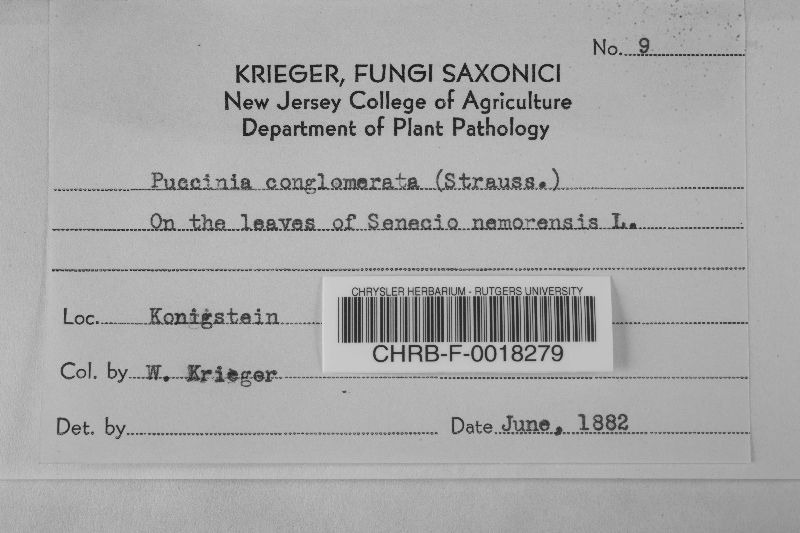 No. 9
KRIEGER, FUNGI SAXONICI
New Jersey College of Agriculture
Department of Plant Pathology
Puccinia conglomerata (Strauss.)
On the leaves of Senecio nemorensis L.
Loc. Konigstein
CHRYSLER HERBARIUM - RUTGERS UNIVERSITY
CHRB-F-0018279
Col. by W. Krieger
Det. by
Date June, 1882